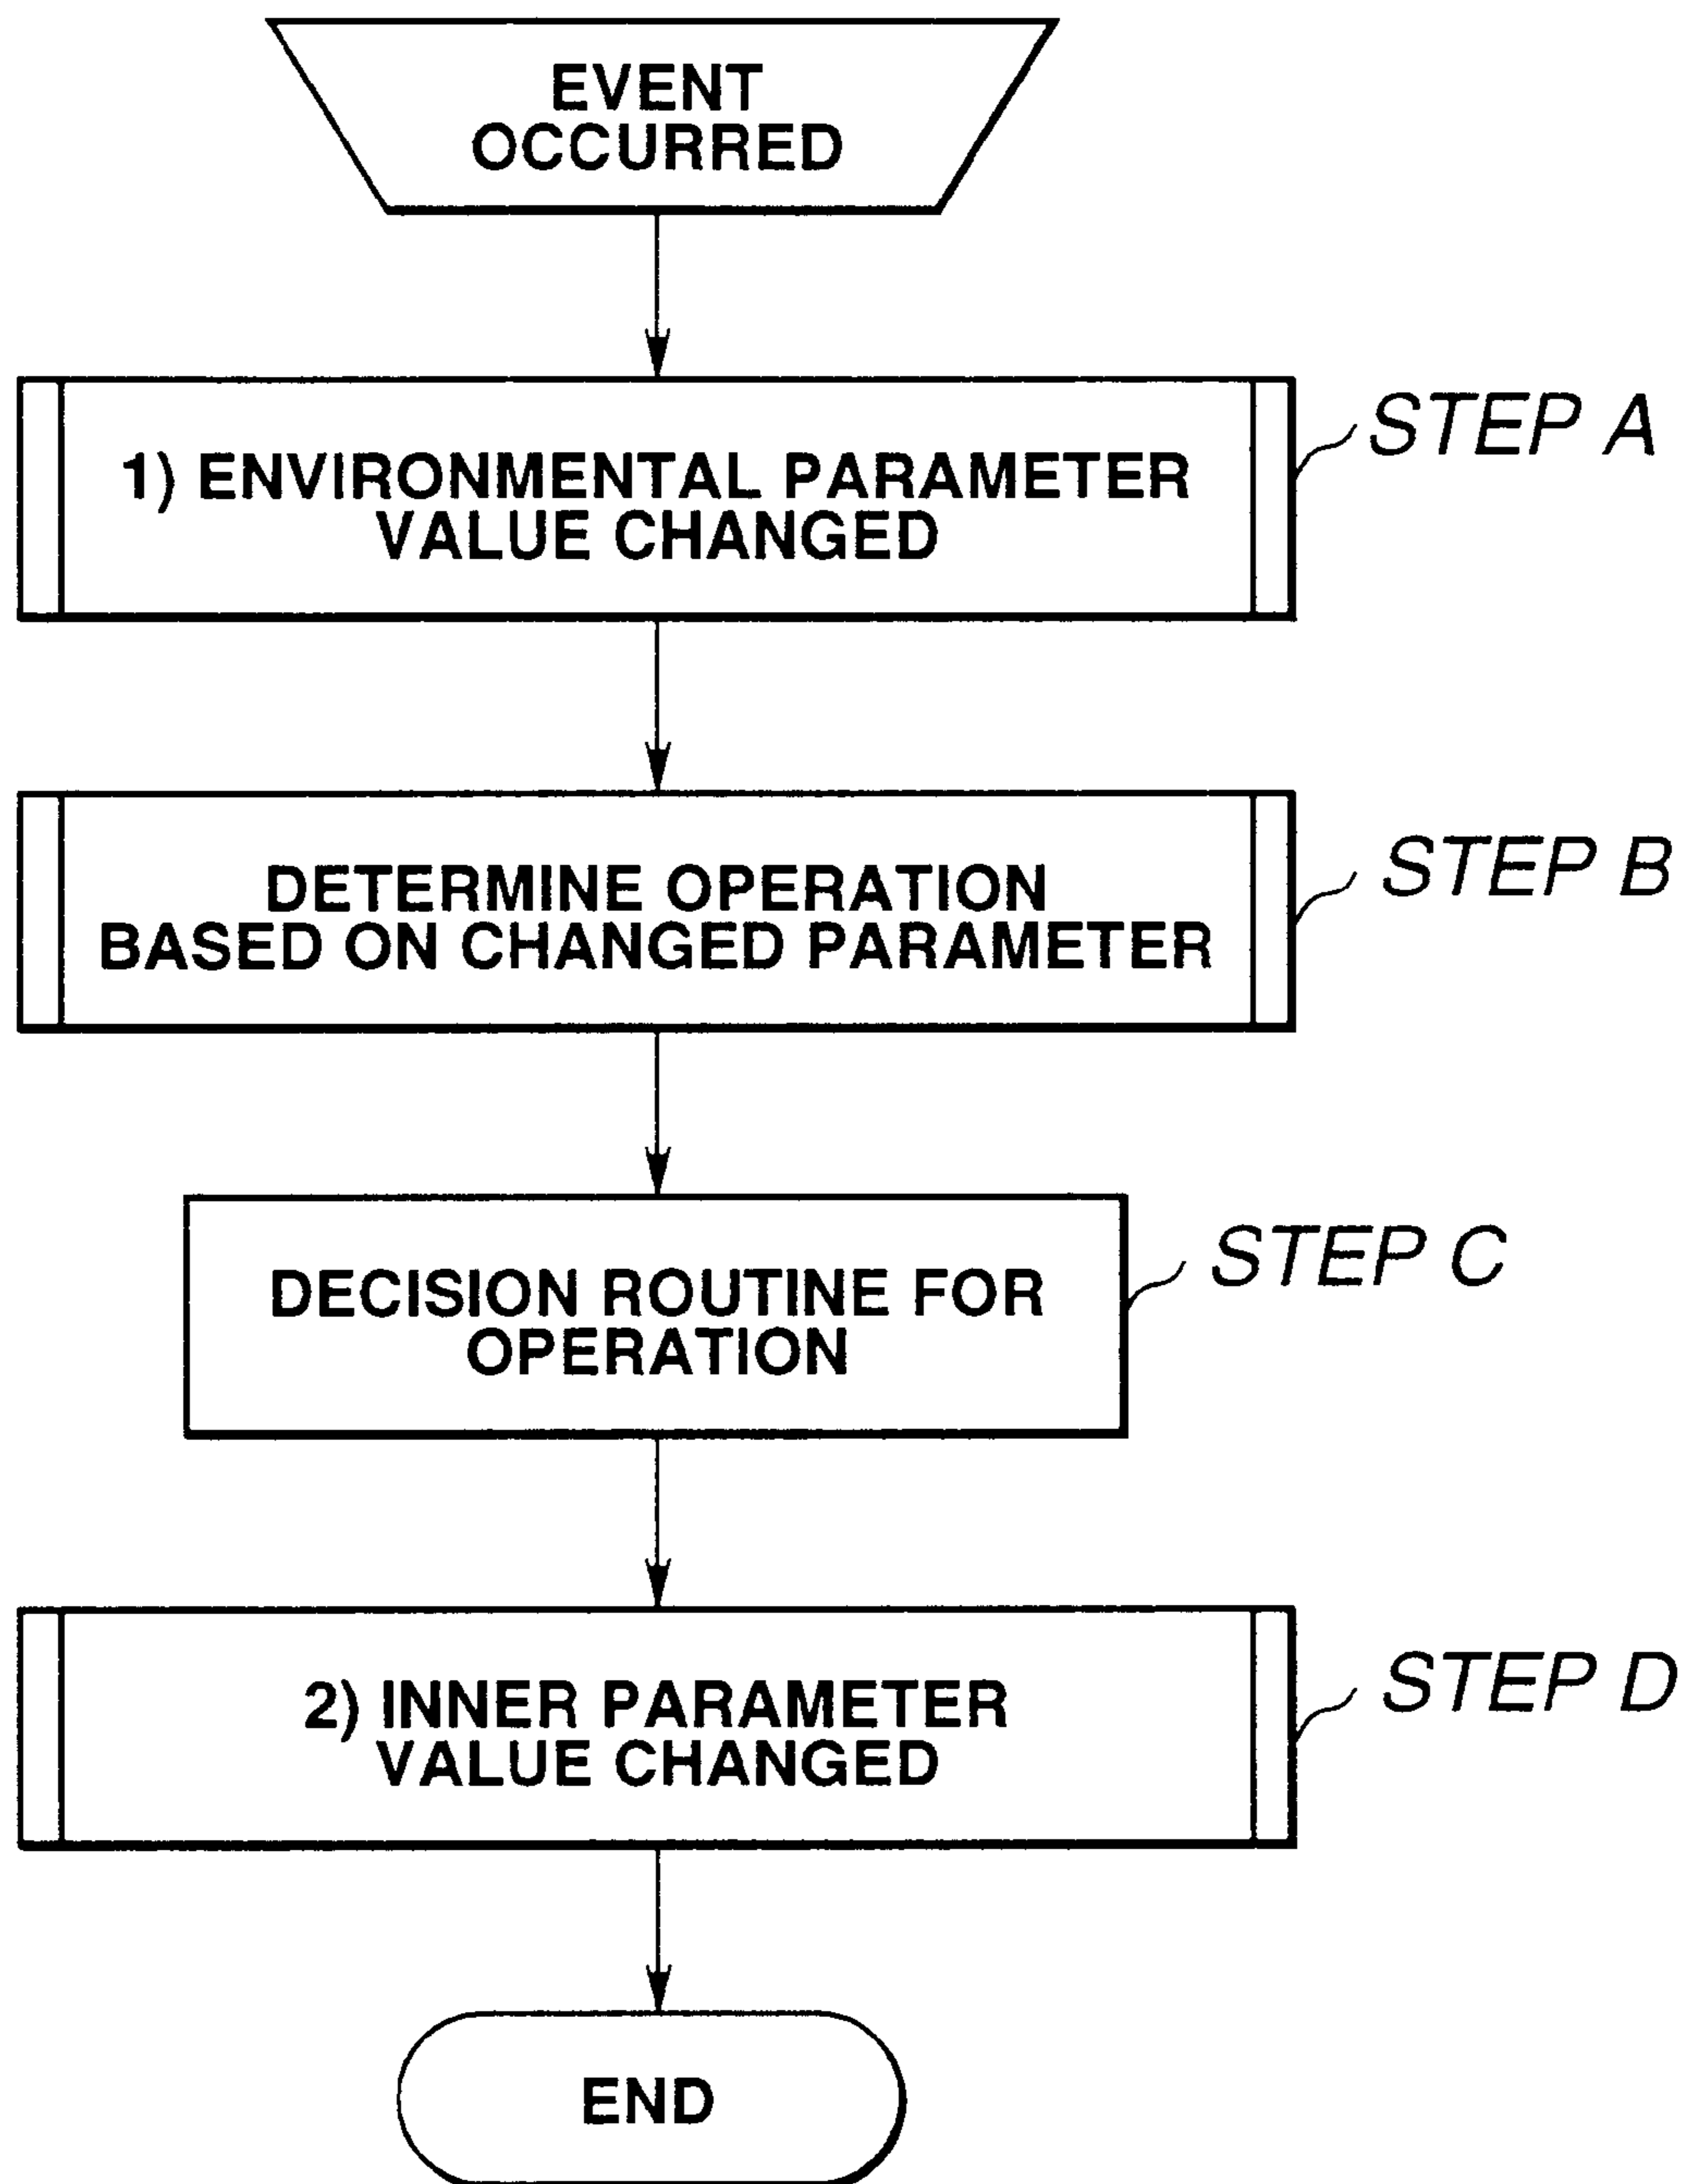 EVENT
OCCURRED
1) ENVIRONMENTAL PARAMETER
VALUE CHANGED
STEP A
DETERMINE OPERATION
BASED ON CHANGED PARAMETER
STEP B
DECISION ROUTINE FOR
OPERATION
STEP C
2) INNER PARAMETER
VALUE CHANGED
STEP D
END